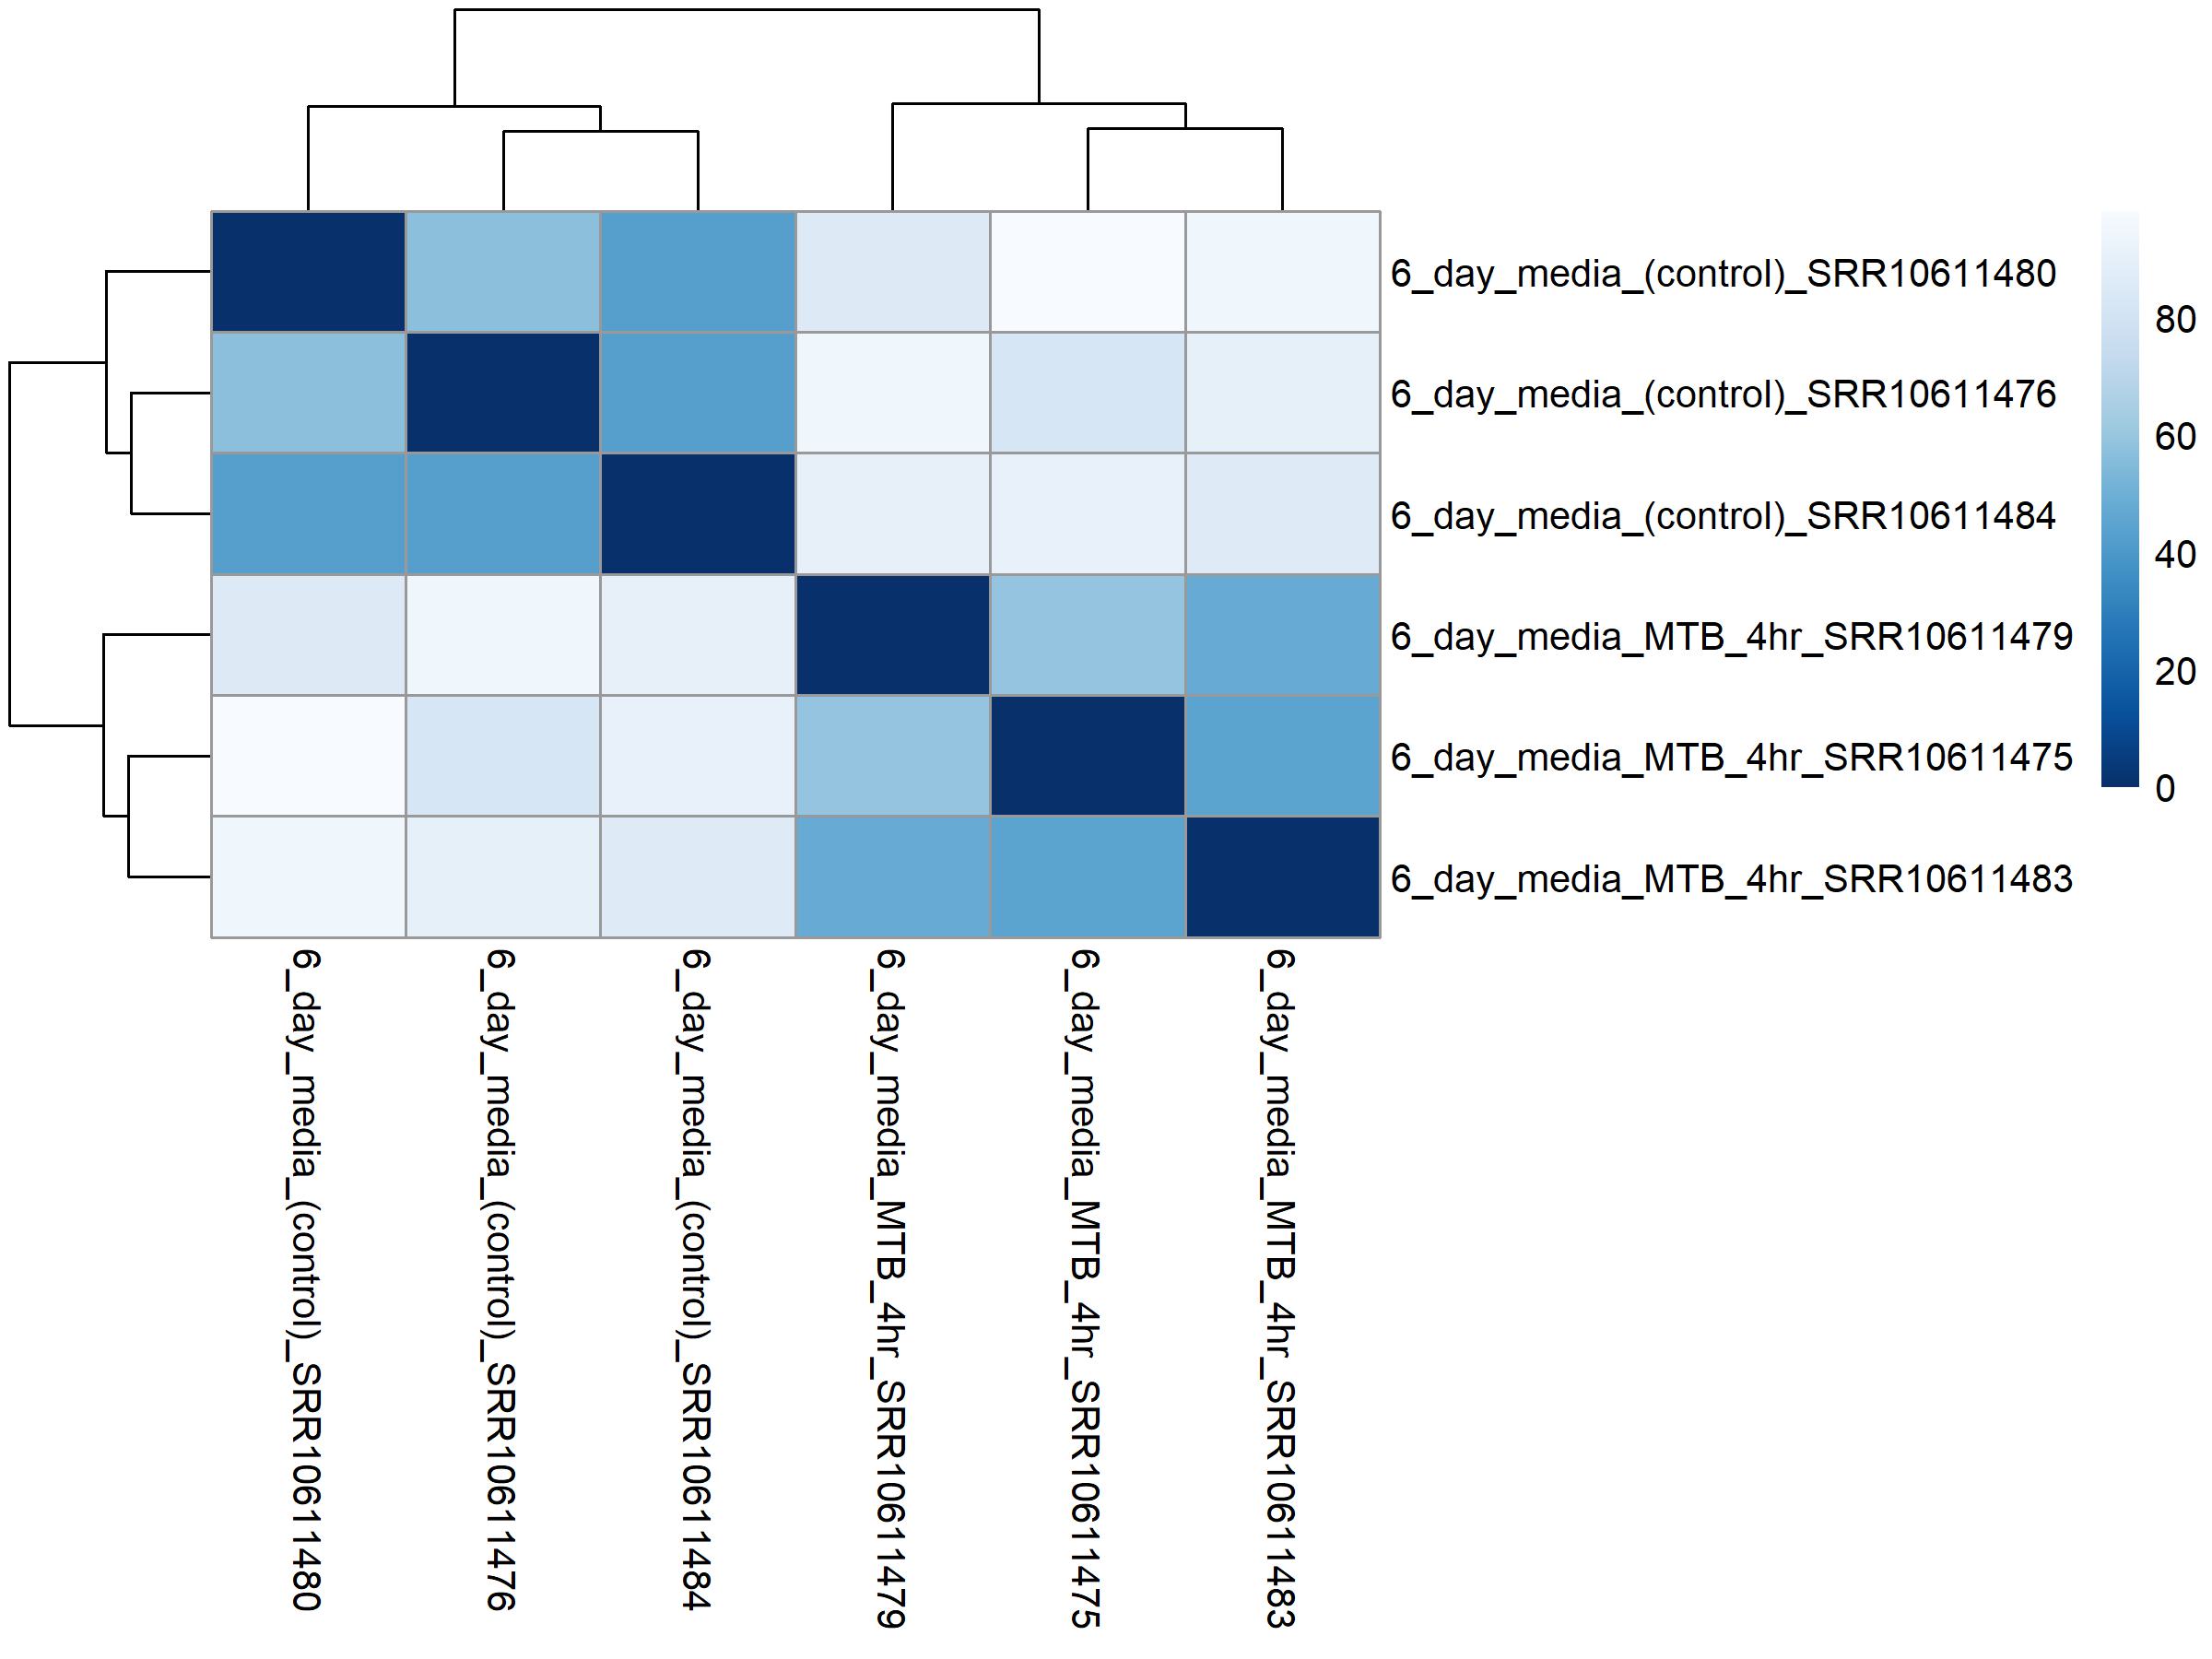 6_day_media_(control)_SRR10611480
6_day_media_(control)_SRR10611476
6_day_media_(control)_SRR10611484
6_day_media_MTB_4hr_SRR10611479
6_day_media_MTB_4hr_SRR10611475
6_day_media_MTB_4hr_SRR10611483
80
60
40
20
0
6_day_media_(control)_SRR10611480
6_day_media_(control)_SRR10611476
6_day_media_(control)_SRR10611484
6_day_media_MTB_4hr_SRR10611479
6_day_media_MTB_4hr_SRR10611475
6_day_media_MTB_4hr_SRR10611483